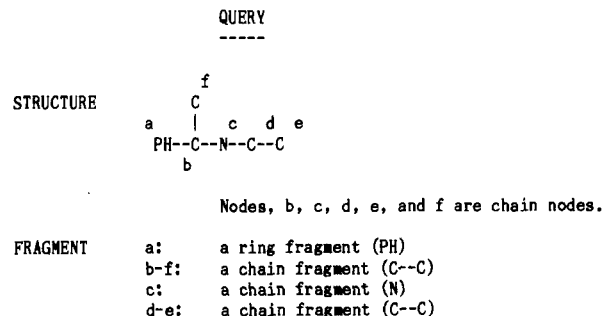 QUERY
-----
f
STRUCTURE C
a | c d e
PH--C--N--C--C
b
Nodes, b, c, d, e, and f are chain nodes.
FRAGMENT a: a ring fragment (PH)
b-f: a chain fragment (C--C)
c: a chain fragment (N)
d-e: a chain fragment (C--C)